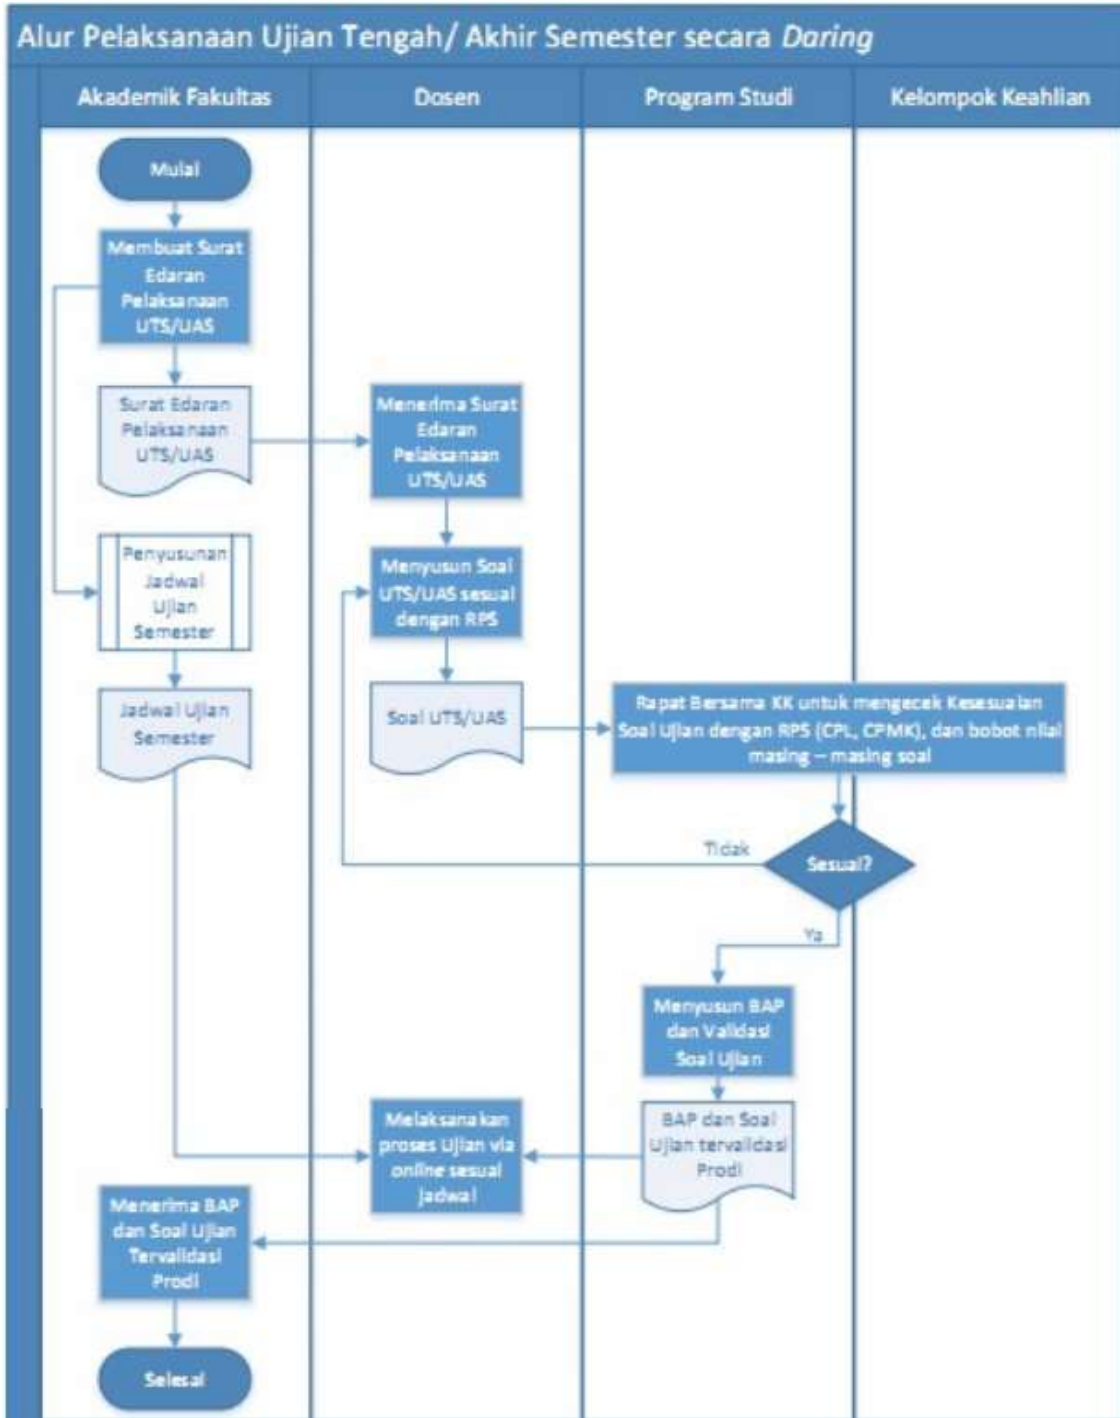 Alur Pelaksanaan Ujian Tengah/ Akhir Semester secara Daring
Akademik Fakultas
Dosen
Program Studi
Kelompok Keahlian
Mulai
Membuat Surat
Edaran
Pelaksanaan
UTS/UAS
Surat Edaran
Pelaksanaan
UTS/UAS
Menerima Surat
Edaran
Pelaksanaan
UTS/UAS
Penyusunan
Jadwal
Ujian
Semester
Menyusun Soal
UTS/UAS sesuai
dengan RPS
Jadwal Ujian
Semester
Soal UTS/UAS
Rapat Bersama KK untuk mengecek Kesesuaian
Soal Ujian dengan RPS (CPL, CPMK), dan bobot nilai
masing – masing soal
Tidak
Sesuai?
Ya
Menyusun BAP
dan Validasi
Soal Ujian
Melaksanakan
proses Ujian via
online sesuai
jadwal
BAP dan Soal
Ujian tervalidasi
Prodi
Menerima BAP
dan Soal Ujian
Tervalidasi
Prodi
Selesai